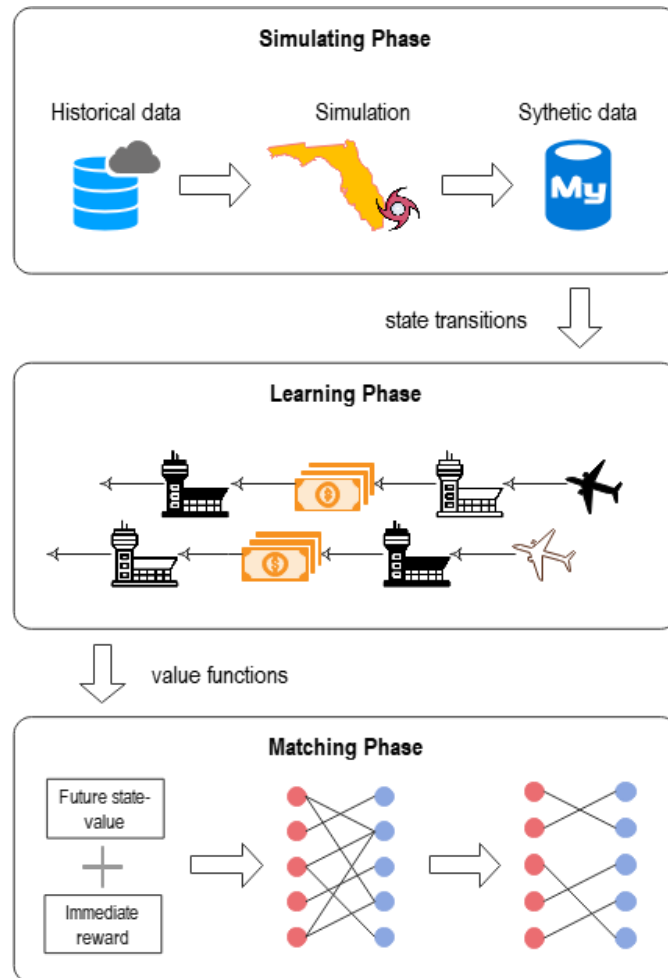 Simulating Phase
Historical data
Simulation
Sythetic data
My
state transitions
Learning Phase
$
$
value functions
Matching Phase
Future state-
value
Immediate
reward